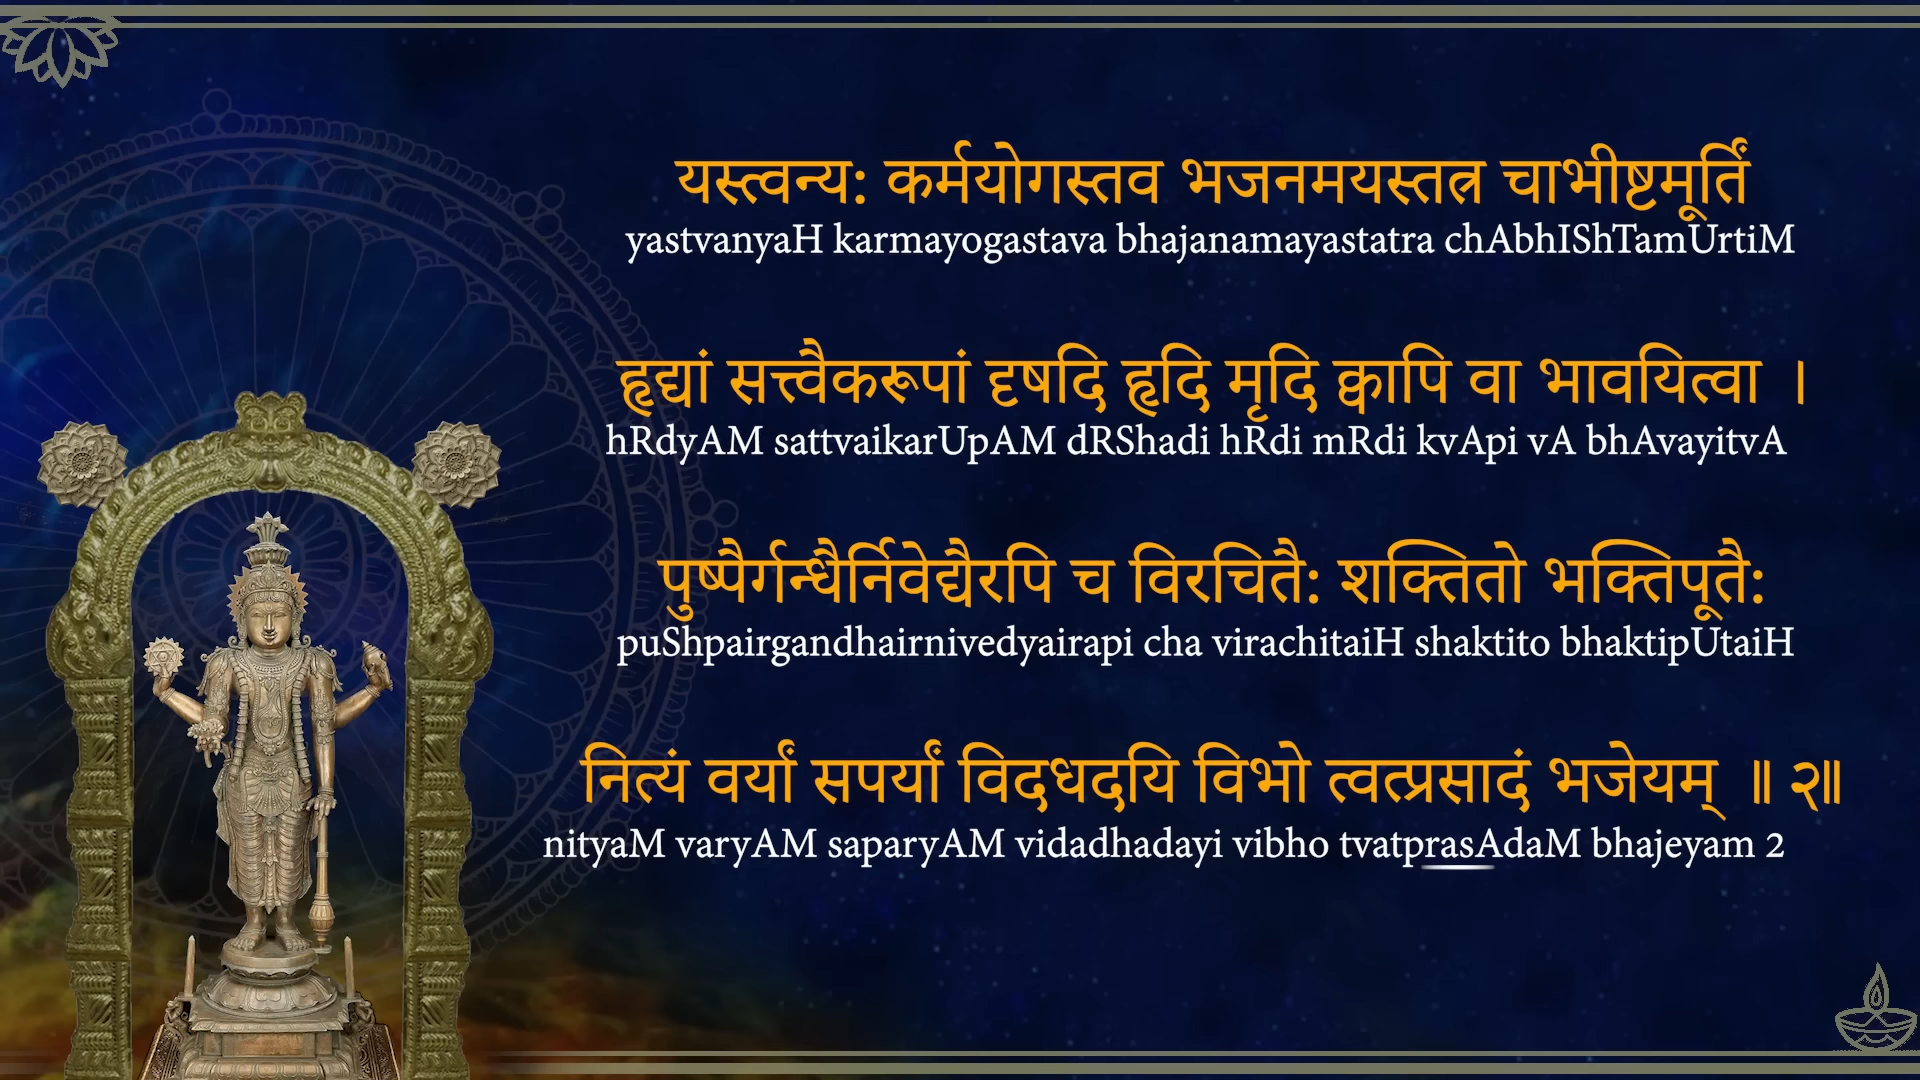 यस्त्वन्य: कर्मयोगस्तव भजनमयस्तत्र चाभीष्टमूर्तिं
yastvanyaH karmayogastava bhajanamayastatra chAbhIShTamUrtiM
हृद्यां सत्त्वैकरूपां दृषदि हृदि मृदि क्वापि वा भावयित्वा ।
hRdyAM sattvaikarUpAM dRShadi hRdi mRdi kvApi vA bhAvayitvA
पुष्पैर्गन्धैर्निवेद्यैरपि च विरचितै: शक्तितो भक्तिपूतै:
puShpairgandhairnivedyairapi cha virachitaiH shaktito bhaktipUtaiH
नित्यं वर्यां सपर्यां विदधदयि विभो त्वत्प्रसादं भजेयम् ॥ २॥
nityaM varyAM saparyAM vidadhadayi vibho tvatprasAdaM bhajeyam 2